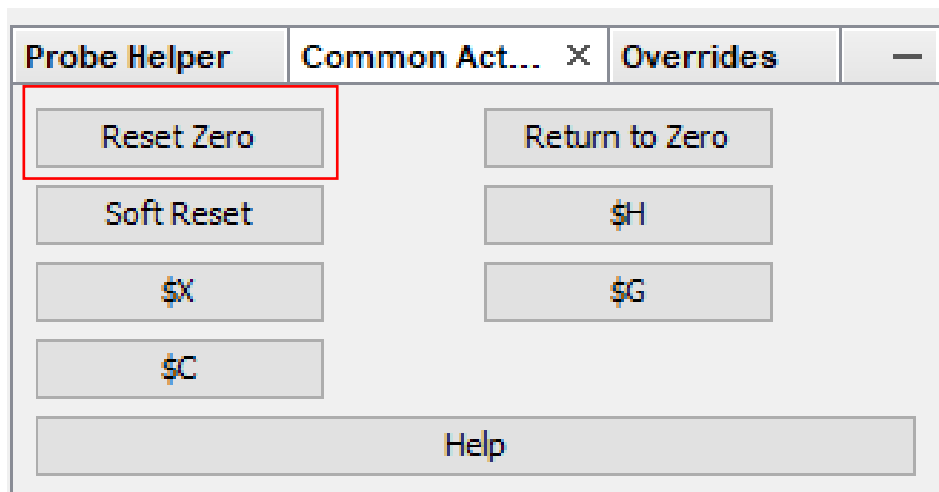 Probe Helper Common Act... Overrides
Reset Zero Return to Zero
Soft Reset $H
$X $G
$C
Help